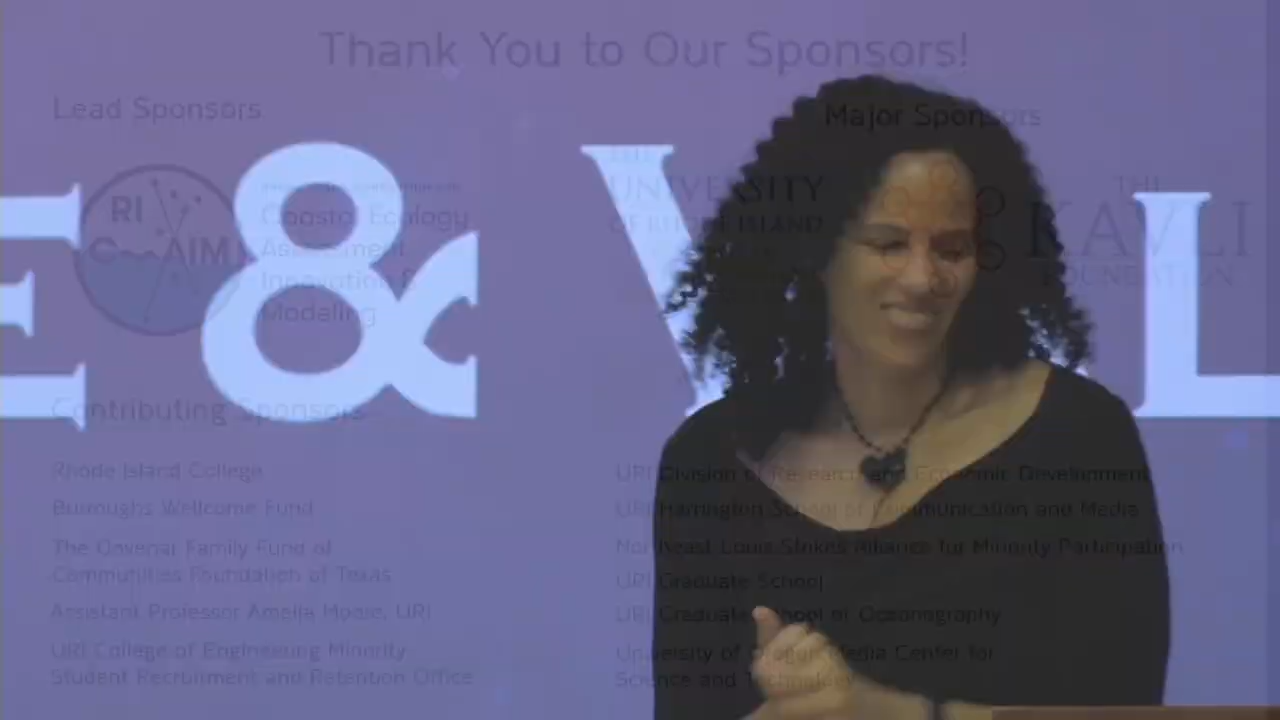 Thank You to Our Sponsors!
Lead Sponsors
Major Sponsors
E & V L
RI
C AIM
Coastal Ecology
Assessment
Innovation &
Modeling
THE
UNIVERSITY
OF RHODE ISLAND
THE
KAVLI
FOUNDATION
Contributing Sponsors
Rhode Island College
Burroughs Wellcome Fund
The Communities Foundation of Texas
Assistant Professor Amelia Moore, URI
URI College of Engineering Minority
Student Recruitment and Retention Office
URI Division of Research and Economic Development
URI Harrington School of Communication and Media
Northeast Louis Stokes Alliance for Minority Participation
URI Graduate School
URI Graduate School of Oceanography
University of Oregon Media Center for
Science and Technology